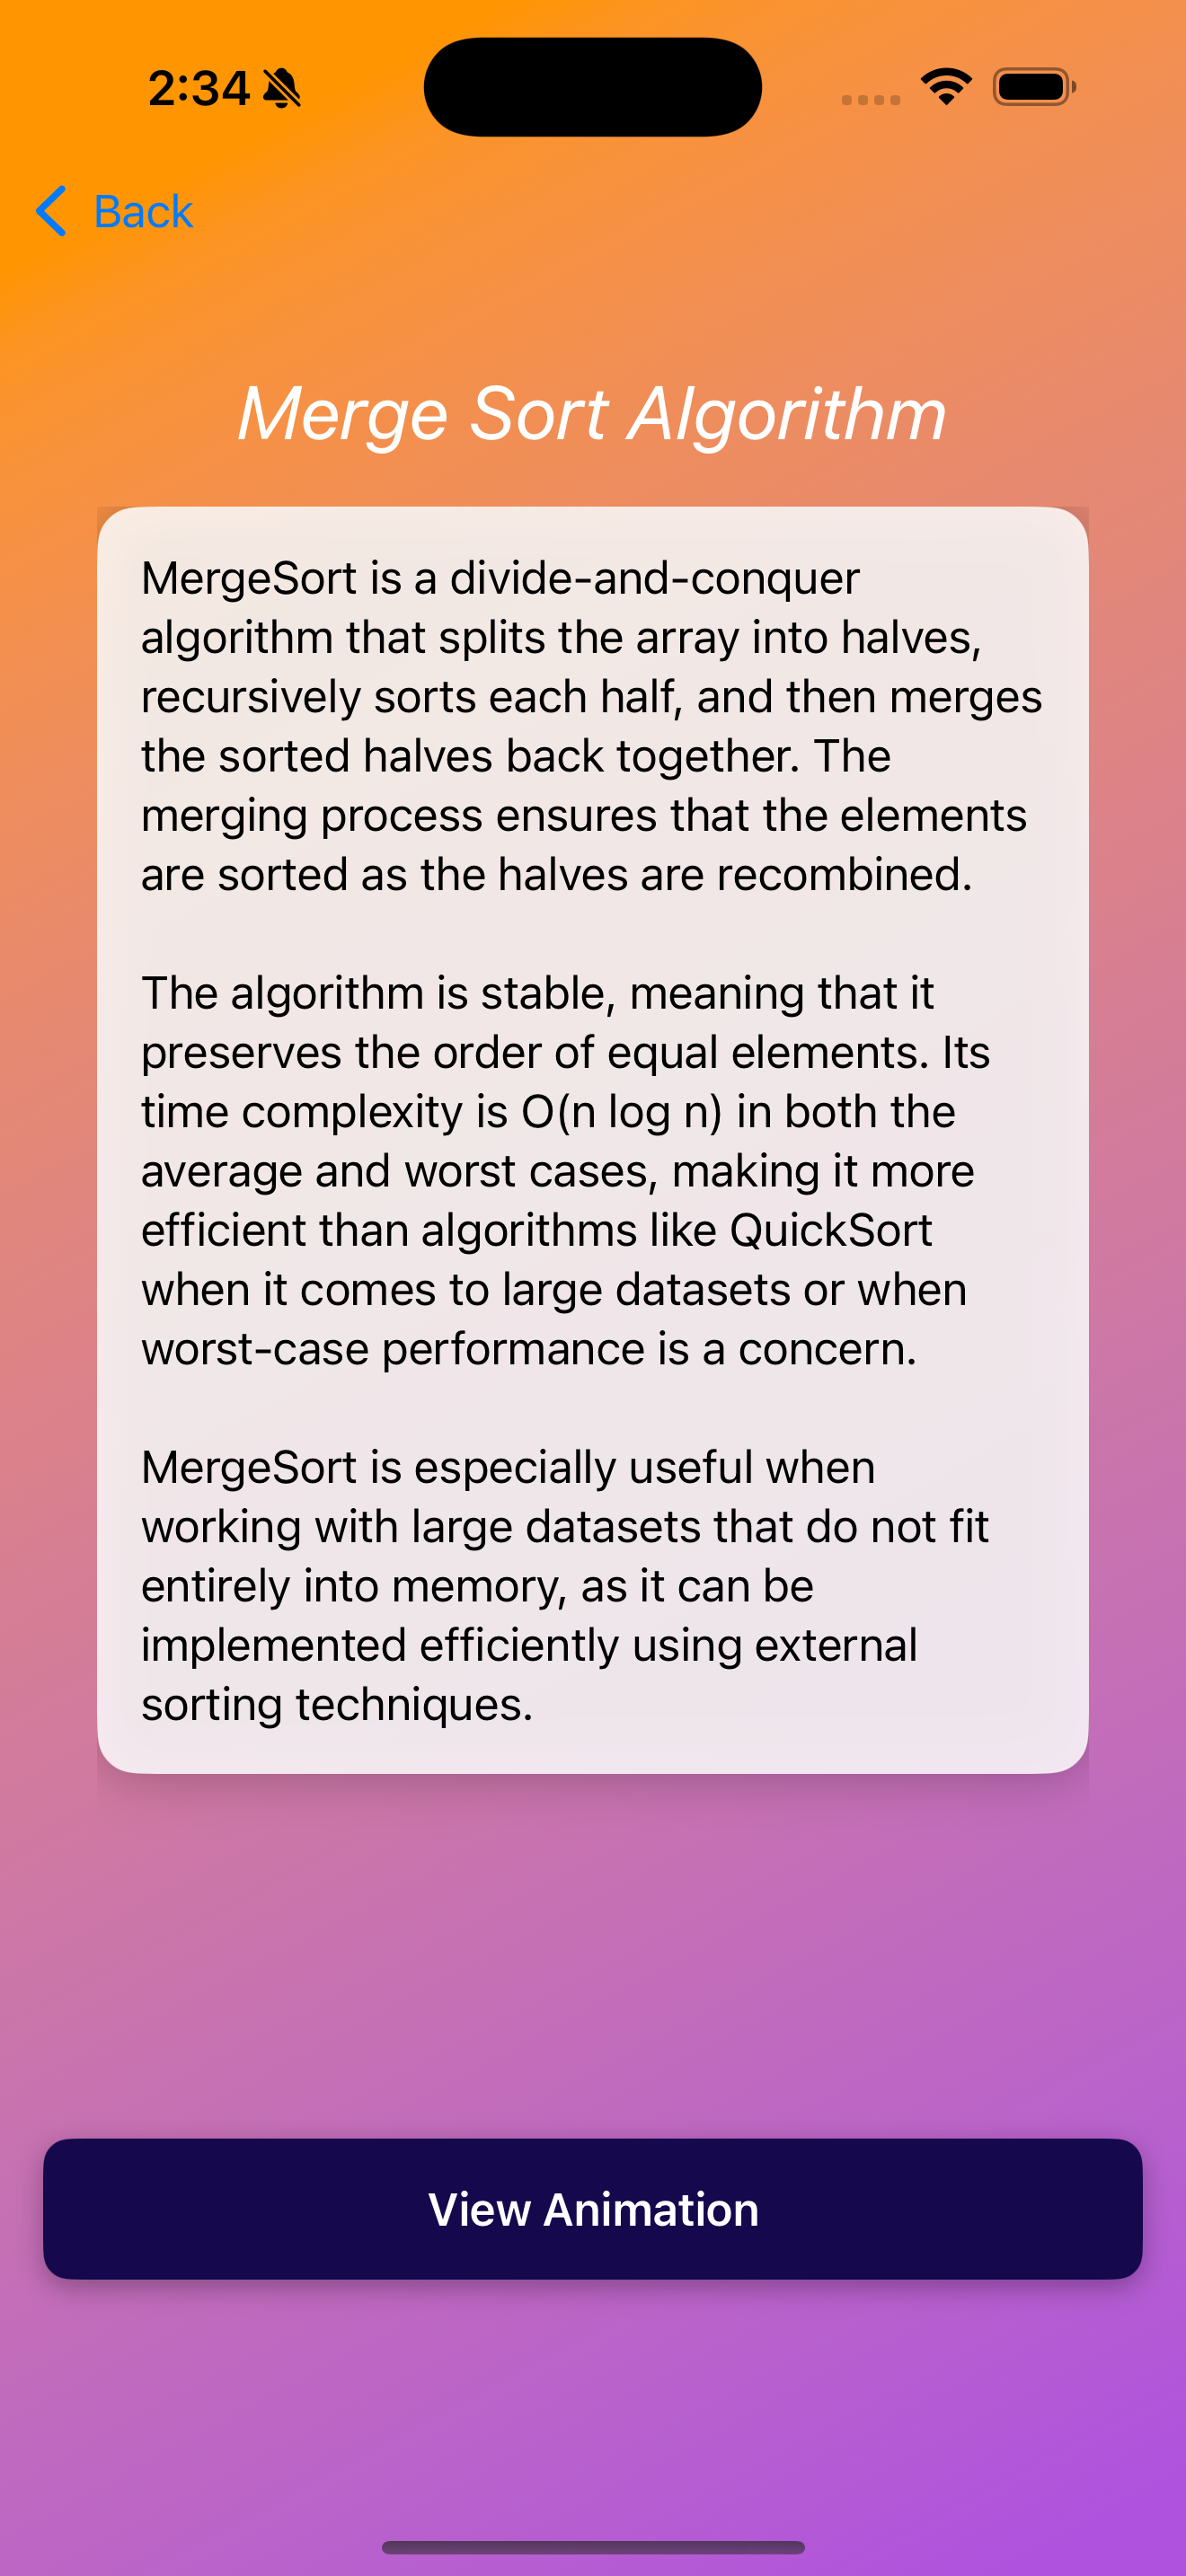 2:34
Back
Merge Sort Algorithm
MergeSort is a divide-and-conquer
algorithm that splits the array into halves,
recursively sorts each half, and then merges
the sorted halves back together. The
merging process ensures that the elements
are sorted as the halves are recombined.
The algorithm is stable, meaning that it
preserves the order of equal elements. Its
time complexity is O(n log n) in both the
average and worst cases, making it more
efficient than algorithms like QuickSort
when it comes to large datasets or when
worst-case performance is a concern.
MergeSort is especially useful when
working with large datasets that do not fit
entirely into memory, as it can be
implemented efficiently using external
sorting techniques.
View Animation